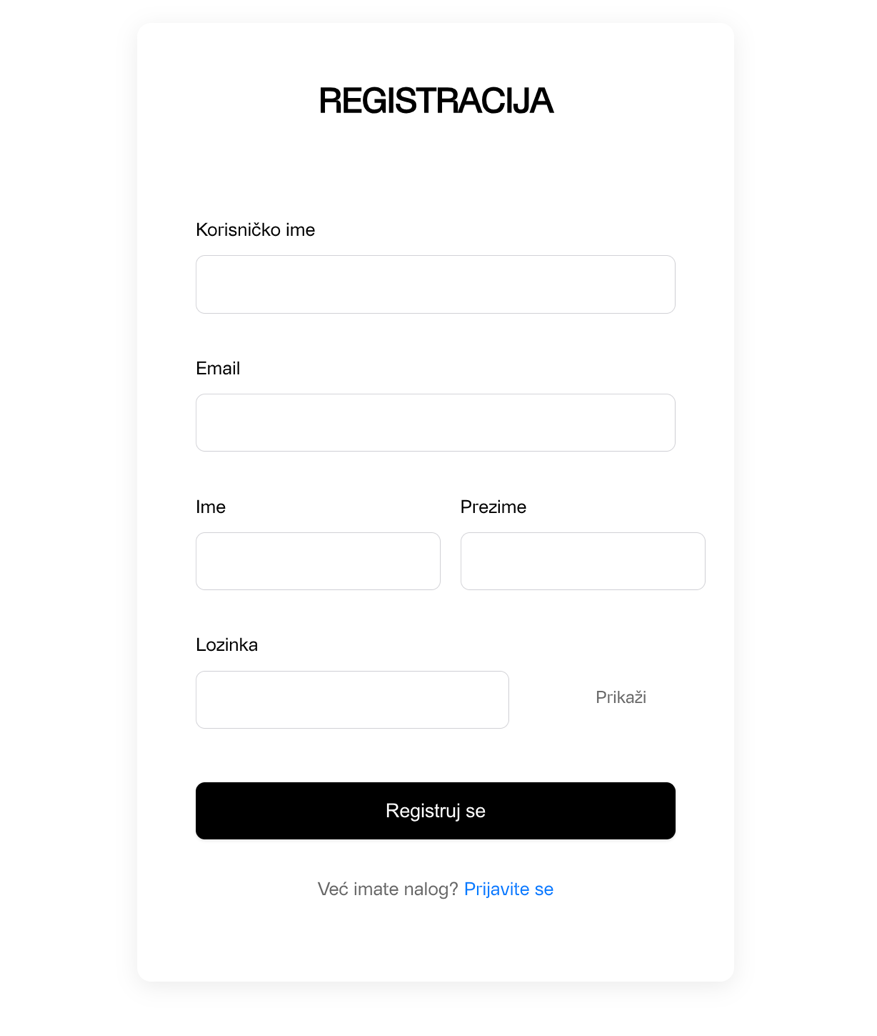 REGISTRACIJA
Korisničko ime
Email
Ime
Prezime
Lozinka
Prikaži
Registruj se
Već imate nalog? Prijavite se